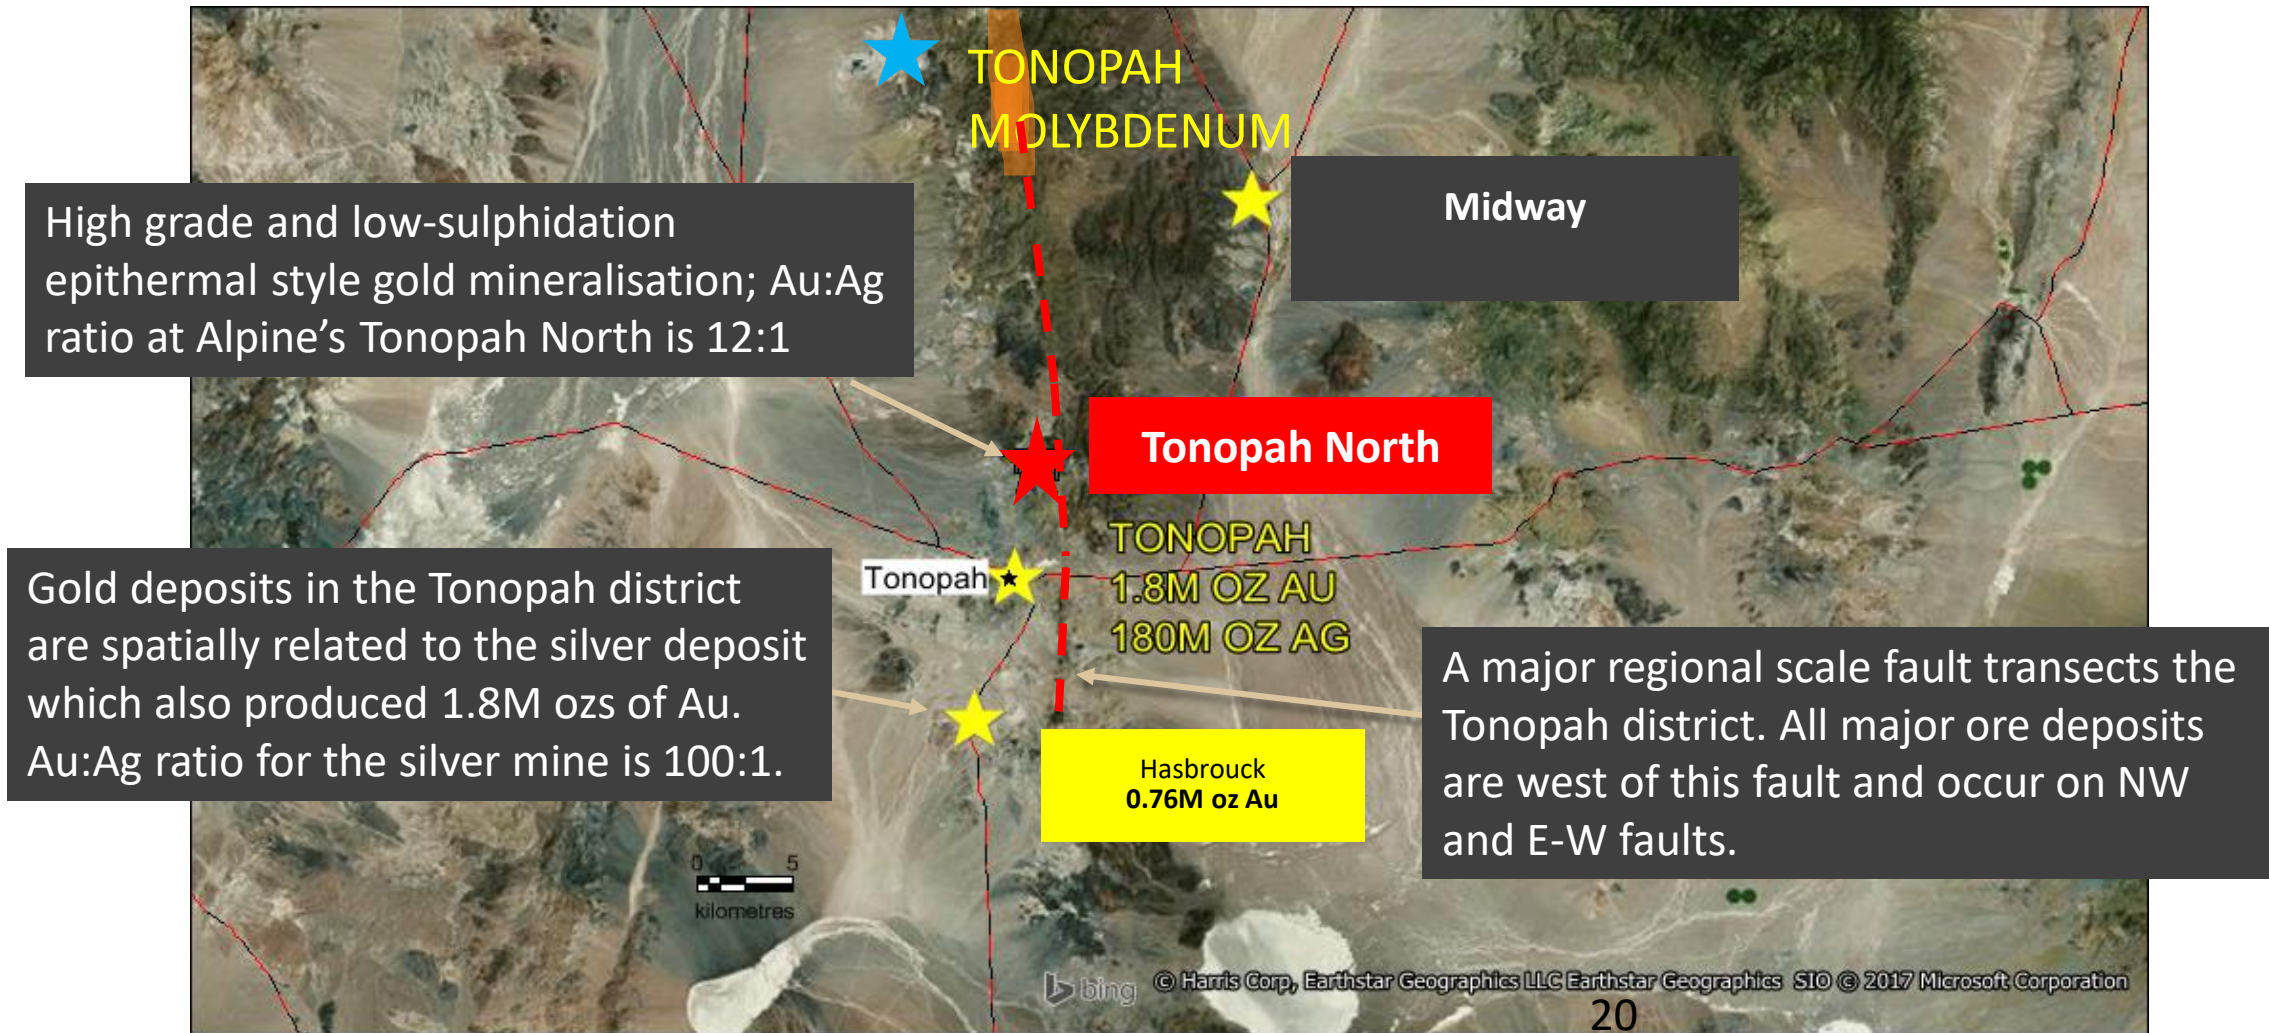 TONOPAH
MOLYBDENUM
Midway
High grade and low-sulphidation
epithermal style gold mineralisation; Au:Ag
ratio at Alpine’s Tonopah North is 12:1
Tonopah North
TONOPAH
1.8M OZ AU
180M OZ AG
Tonopah
Gold deposits in the Tonopah district
are spatially related to the silver deposit
which also produced 1.8M ozs of Au.
Au:Ag ratio for the silver mine is 100:1.
A major regional scale fault transects the
Tonopah district. All major ore deposits
are west of this fault and occur on NW
and E-W faults.
Hasbrouck
0.76M oz Au
0 5
kilometres
bing
© Harris Corp, Earthstar Geographics LLC Earthstar Geographics SIO © 2017 Microsoft Corporation
20